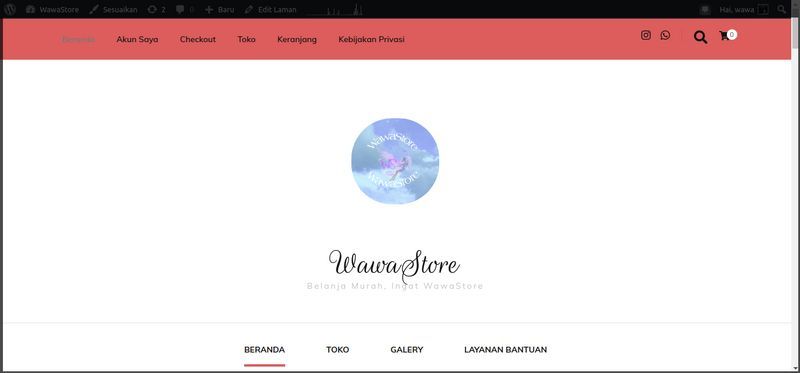 WawaStore Sesuaikan 2 0 Baru Edit Laman Hai, wawa
Beranda Akun Saya Checkout Toko Keranjang Kebijakan Privasi 0
WawaStore
WawaStore
WawaStore
Belanja Murah, Ingat WawaStore
BERANDA TOKO GALERY LAYANAN BANTUAN